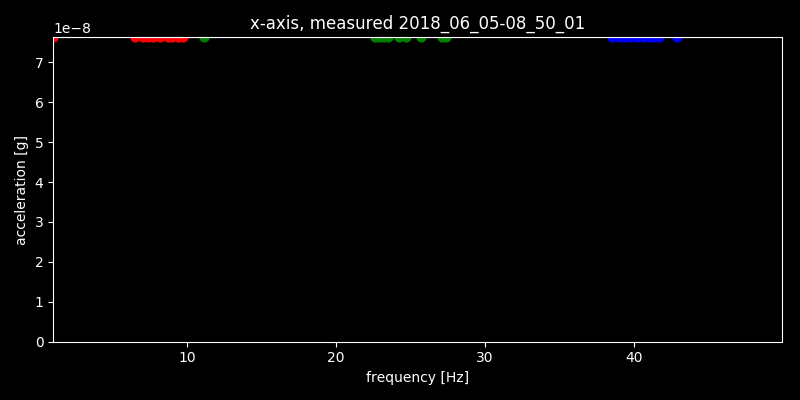 x-axis, measured 2018_06_05-08_50_01
1e−8
7
6
5
4
3
2
1
0
acceleration [g]
10 20 30 40
frequency [Hz]